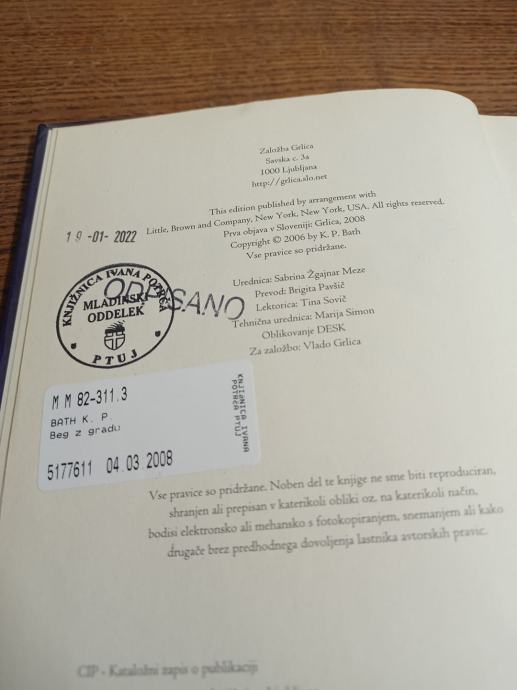 Založba Grlica
Savska c. 3a
1000 Ljubljana
http://grlica.slo.net
This edition published by arrangement with
Little, Brown and Company, New York, New York, USA. All rights reserved.
Prva objava v Sloveniji: Grlica, 2008
Copyright © 2006 by K. P. Bath
Vse pravice so pridržane.
19 -01- 2022
KNJIŽNICA IVANA POTRČA
MLADINSKI
ODDELEK
PTUJ
ODPISANO
Urednica: Sabrina Žgajnar Meze
Prevod: Brigita Pavšič
Lektorica: Tina Sovič
Tehnična urednica: Marija Simon
Oblikovanje DESK
Za založbo: Vlado Grlica
M M 82-311.3
BATH K. P.
Beg z gradu
5177611 04.03.2008
KNJIŽNICA IVANA
POTRČA PTUJ
Vse pravice so pridržane. Noben del te knjige ne sme biti reproduciran,
shranjen ali prepisan v katerikoli obliki oz. na katerikoli način,
bodisi elektronsko ali mehansko s fotokopiranjem, snemanjem ali kako
drugače brez predhodnega dovoljenja lastnika avtorskih pravic.
CIP - Kataložni zapis o publikaciji